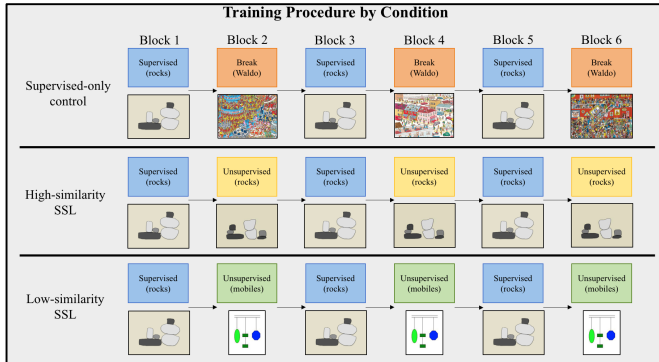 Training Procedure by Condition
Block 1 Block 2 Block 3 Block 4 Block 5 Block 6
Supervised-only
control
Supervised
(rocks)
Break
(Waldo)
Supervised
(rocks)
Break
(Waldo)
Supervised
(rocks)
Break
(Waldo)
High-similarity
SSL
Supervised
(rocks)
Unsupervised
(rocks)
Supervised
(rocks)
Unsupervised
(rocks)
Supervised
(rocks)
Unsupervised
(rocks)
Low-similarity
SSL
Supervised
(rocks)
Unsupervised
(mobiles)
Supervised
(rocks)
Unsupervised
(mobiles)
Supervised
(rocks)
Unsupervised
(mobiles)